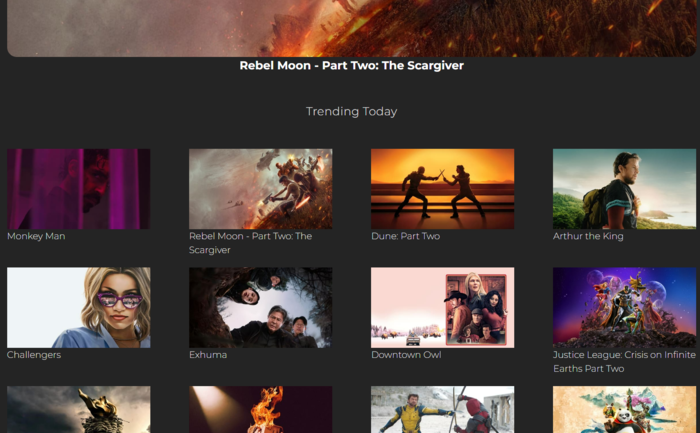 Rebel Moon - Part Two: The Scargiver
Trending Today
Monkey Man
Rebel Moon - Part Two: The
Scargiver
Dune: Part Two
Arthur the King
Challengers
Exhuma
Downtown Owl
Justice League: Crisis on Infinite
Earths Part Two